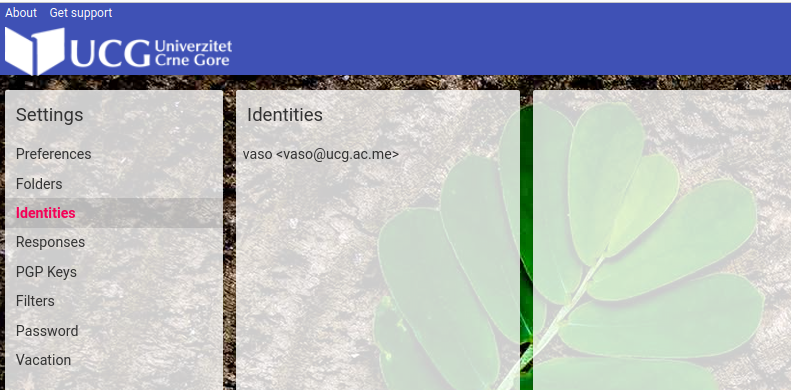 About Get support
UCG Univerzitet
Crne Gore
Settings
Preferences
Folders
Identities
Responses
PGP Keys
Filters
Password
Vacation
Identities
vaso <vaso@ucg.ac.me>